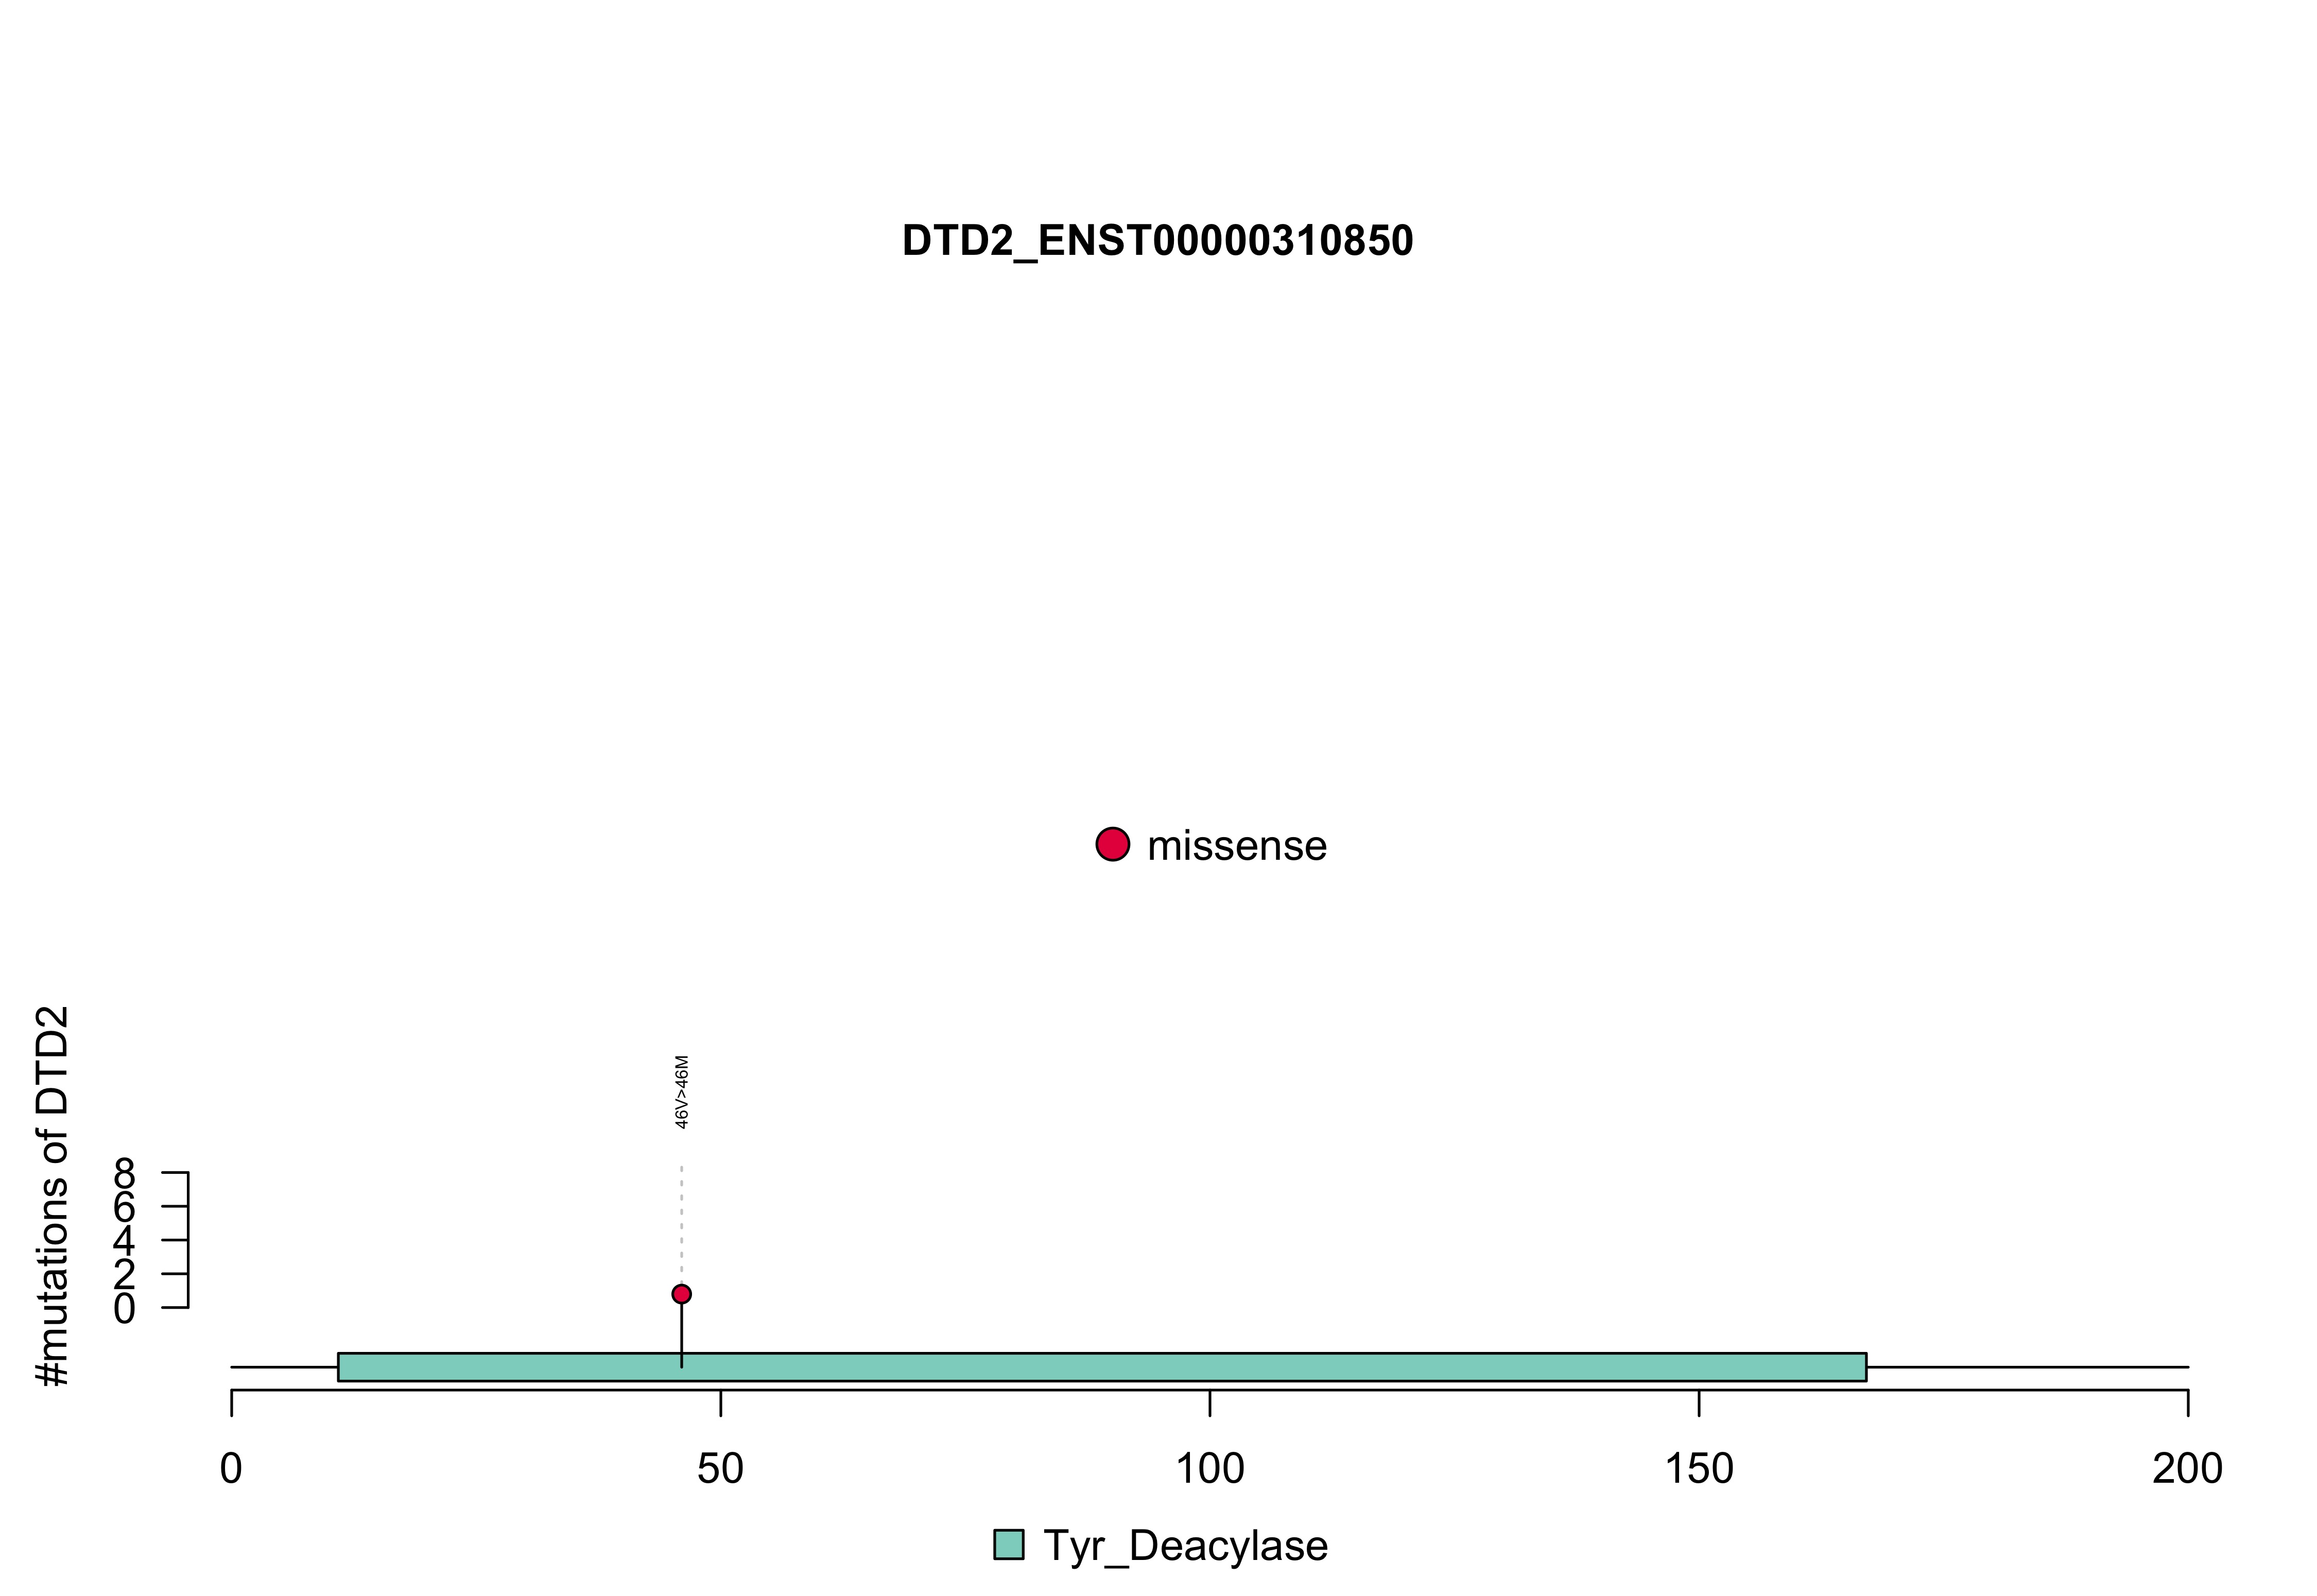 DTD2_ENST00000310850
missense
#mutations of DTD2
46V>46M
8
6
4
2
0
0 50 100 150 200
Tyr_Deacylase